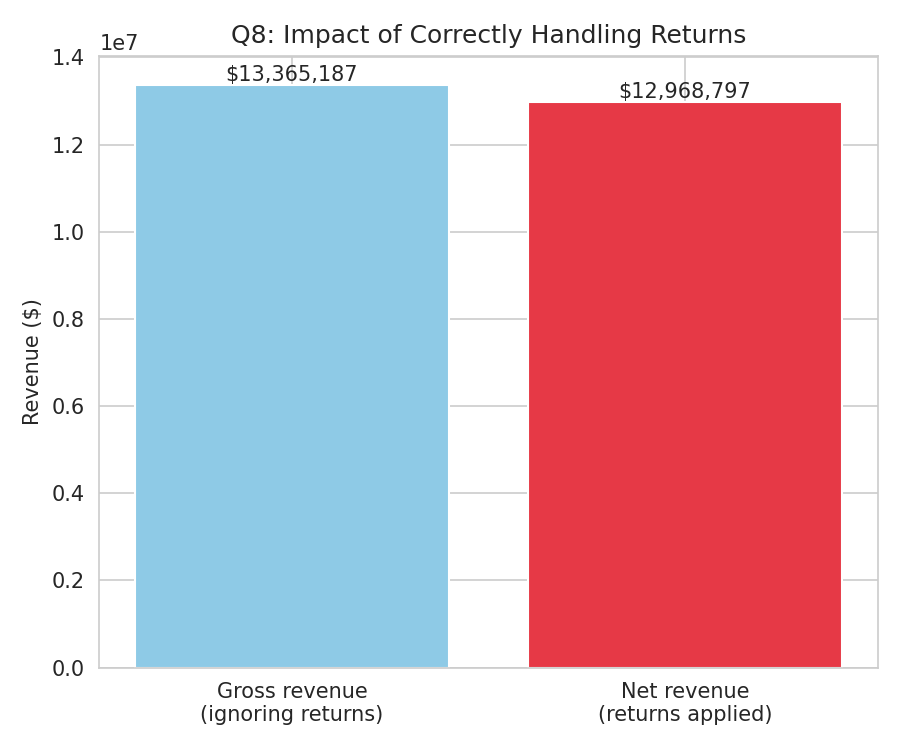 Q8: Impact of Correctly Handling Returns
1e7
1.4
1.2
1.0
0.8
0.6
0.4
0.2
0.0
Revenue ($)
$13,365,187
$12,968,797
Gross revenue
(ignoring returns)
Net revenue
(returns applied)